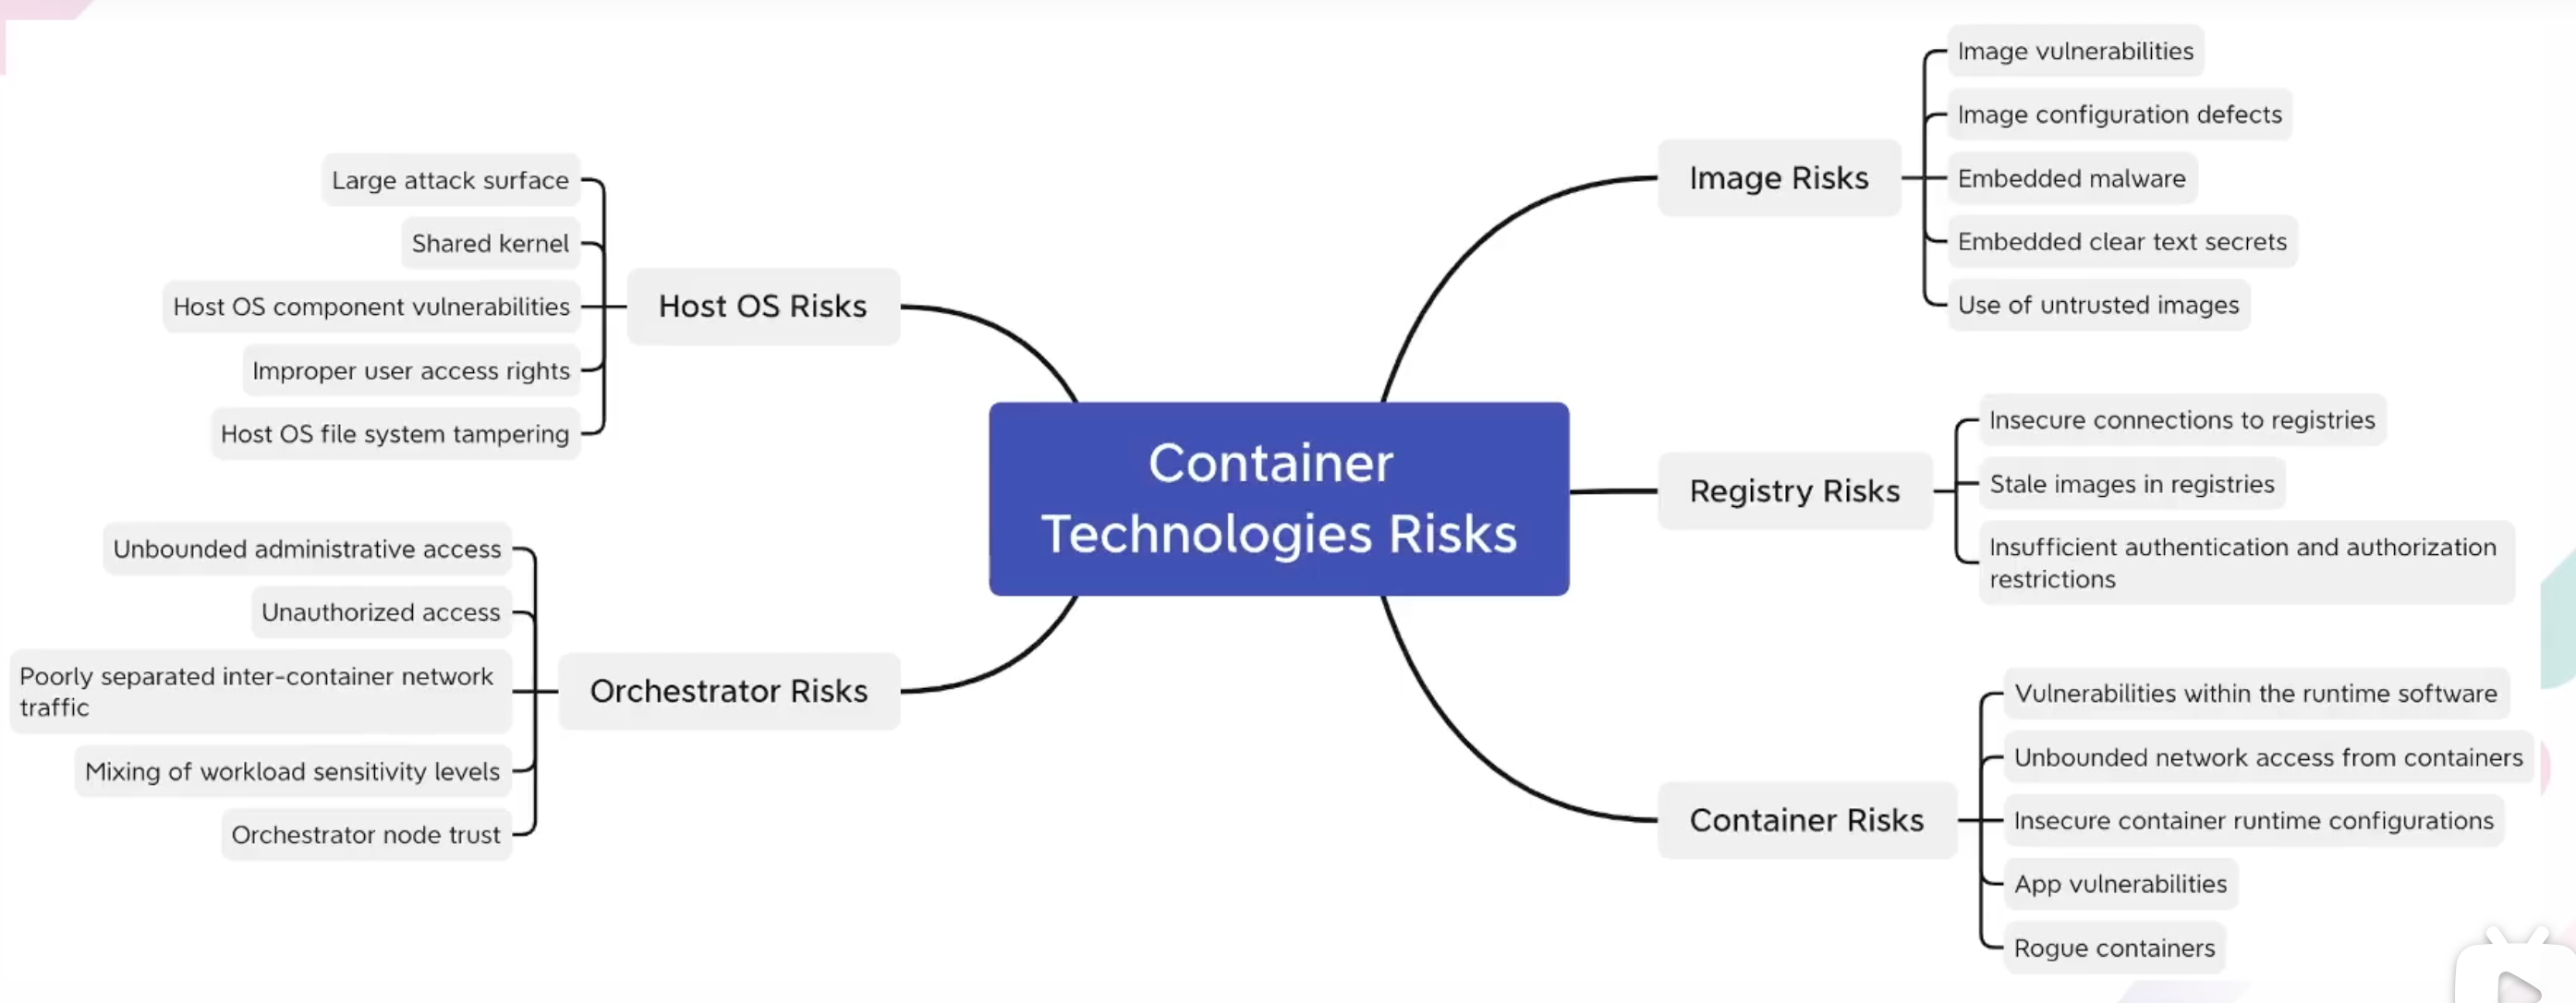 Container
Technologies Risks
Image Risks
Image vulnerabilities
Image configuration defects
Embedded malware
Embedded clear text secrets
Use of untrusted images
Registry Risks
Insecure connections to registries
Stale images in registries
Insufficient authentication and authorization
restrictions
Container Risks
Vulnerabilities within the runtime software
Unbounded network access from containers
Insecure container runtime configurations
App vulnerabilities
Rogue containers
Host OS Risks
Large attack surface
Shared kernel
Host OS component vulnerabilities
Improper user access rights
Host OS file system tampering
Orchestrator Risks
Unbounded administrative access
Unauthorized access
Poorly separated inter-container network
traffic
Mixing of workload sensitivity levels
Orchestrator node trust